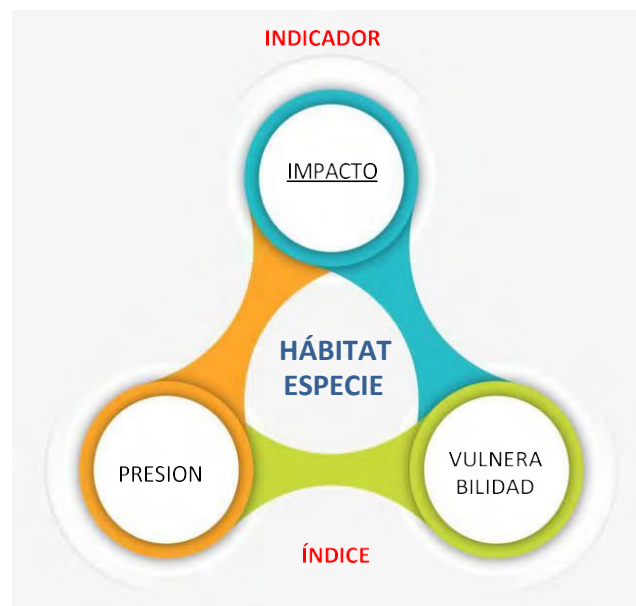 INDICADOR
IMPACTO
HÁBITAT
ESPECIE
PRESION
VULNERA
BILIDAD
ÍNDICE